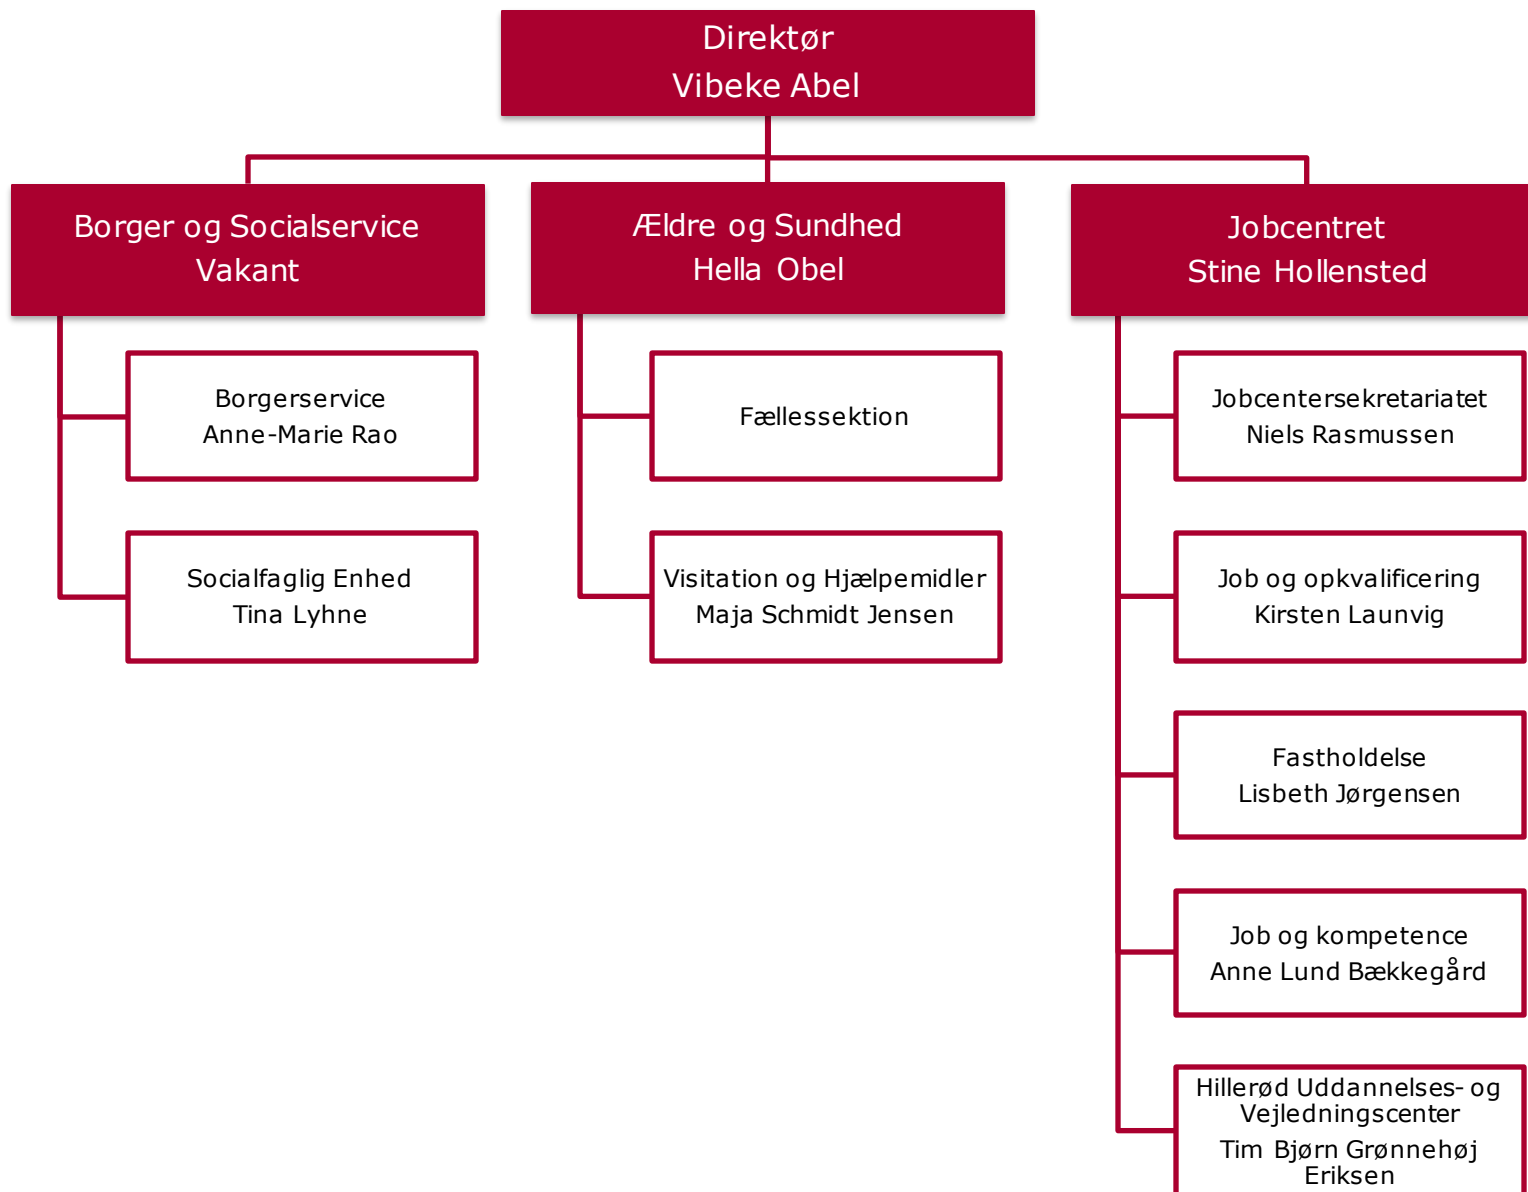 Direktør
Vibeke Abel
Borger og Socialservice
Vakant
Ældre og Sundhed
Hella Obel
Jobcentret
Stine Hollensted
Borgerservice
Anne-Marie Rao
Socialfaglig Enhed
Tina Lyhne
Fællessektion
Visitation og Hjælpemidler
Maja Schmidt Jensen
Jobcentersekretariatet
Niels Rasmussen
Job og opkvalificering
Kirsten Launvig
Fastholdelse
Lisbeth Jørgensen
Job og kompetence
Anne Lund Bækkegård
Hillerød Uddannelses- og
Vejledningscenter
Tim Bjørn Grønnehøj
Eriksen